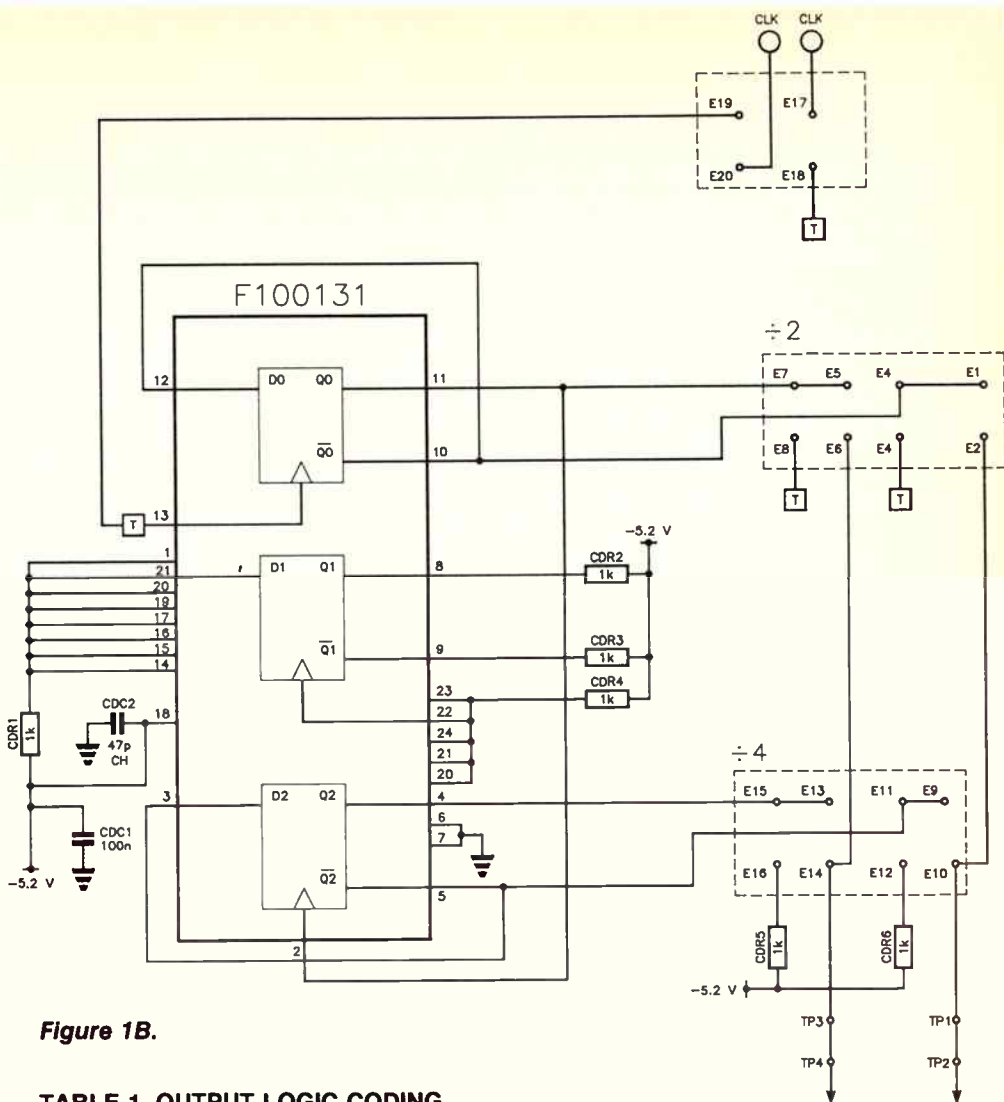 CLK CLK
E19 E17
E20 E18
T
F100131
÷2
12 D0 Q0 11
E7 E5 E4 E1
Q0 10
E8 E6 E4 E2
T T
T 13
-5.2 V
1
21 D1 Q1 8 CDR2 1k
20
19
17
16 Q1 9 CDR3 1k
15
14
23 CDR4 1k
22
24
21
20
CDR1 1k
CDC2 47p CH
18
÷4
3 D2 Q2 4
E15 E13 E11 E9
6
7
CDC1 100n
-5.2 V
Q2 5
E16 E14 E12 E10
2
CDR5 1k
CDR6 1k
-5.2 V
TP3 TP1
TP4 TP2
Figure 1B.
TABLE 1. OUTPUT LOGIC CODING